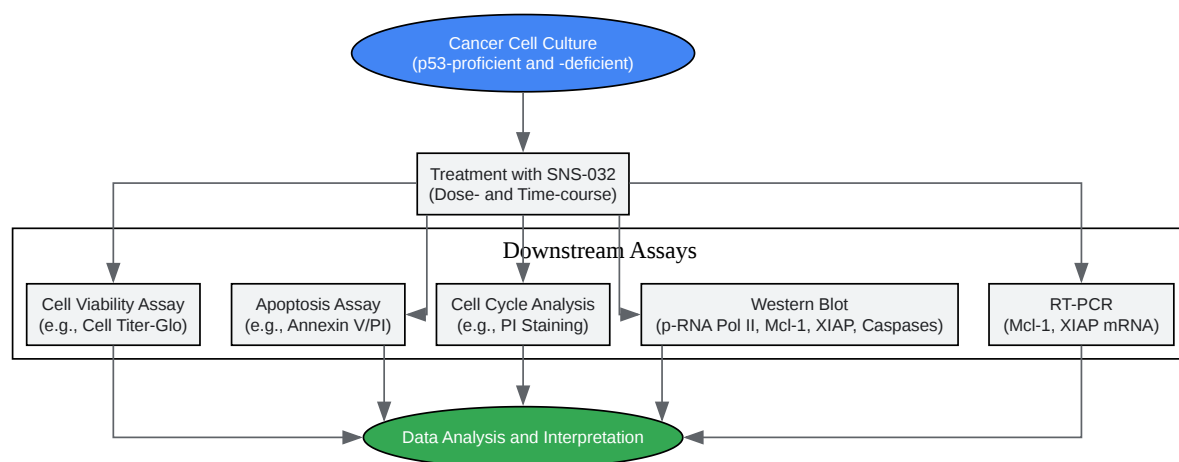 Cancer Cell Culture
(p53-proficient and -deficient)
Treatment with SNS-032
(Dose- and Time-course)
Downstream Assays
Cell Viability Assay
(e.g., Cell Titer-Glo)
Apoptosis Assay
(e.g., Annexin V/PI)
Cell Cycle Analysis
(e.g., PI Staining)
Western Blot
(p-RNA Pol II, Mcl-1, XIAP, Caspases)
RT-PCR
(Mcl-1, XIAP mRNA)
Data Analysis and Interpretation